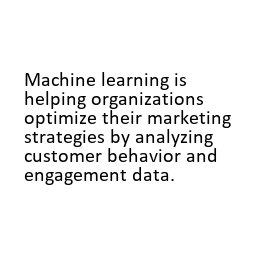 Machine learning is
helping organizations
optimize their marketing
strategies by analyzing
customer behavior and
engagement data.